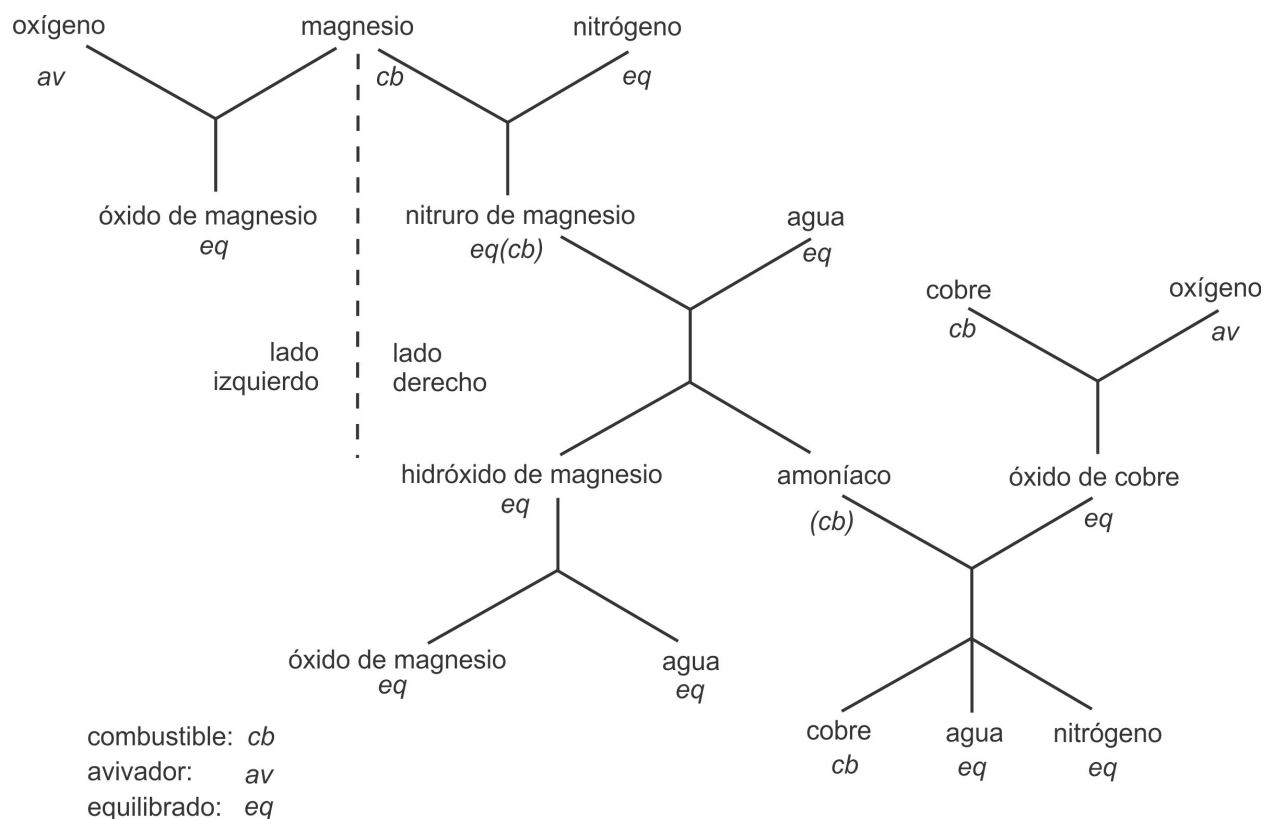 oxígeno magnesio nitrógeno
av cb eq
óxido de magnesio nitruro de magnesio agua
eq eq(cb) eq
cobre oxígeno
cb av
lado lado
izquierdo derecho
hidróxido de magnesio amoníaco óxido de cobre
eq (cb) eq
óxido de magnesio agua
eq eq
cobre agua nitrógeno
cb eq eq
combustible: cb
avivador: av
equilibrado: eq